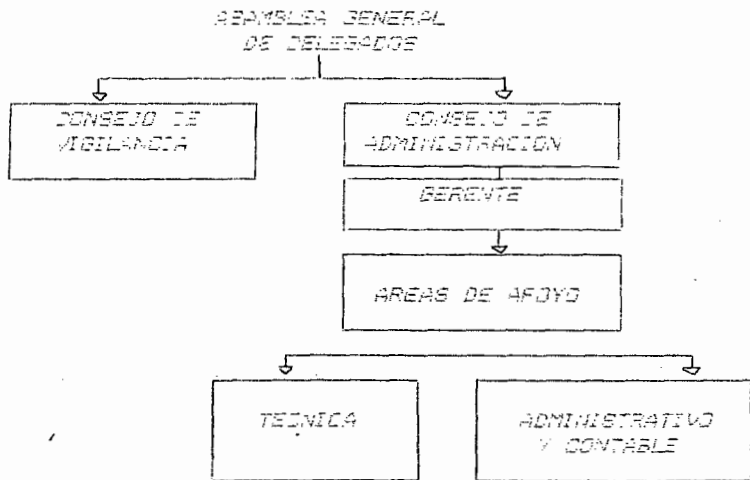 ASAMBLEA GENERAL
DE DELEGADOS
CONSEJO DE
VIGILANCIA
CONSEJO DE
ADMINISTRACION
GERENTE
AREAS DE APOYO
TECNICA
ADMINISTRATIVO
Y CONTABLE